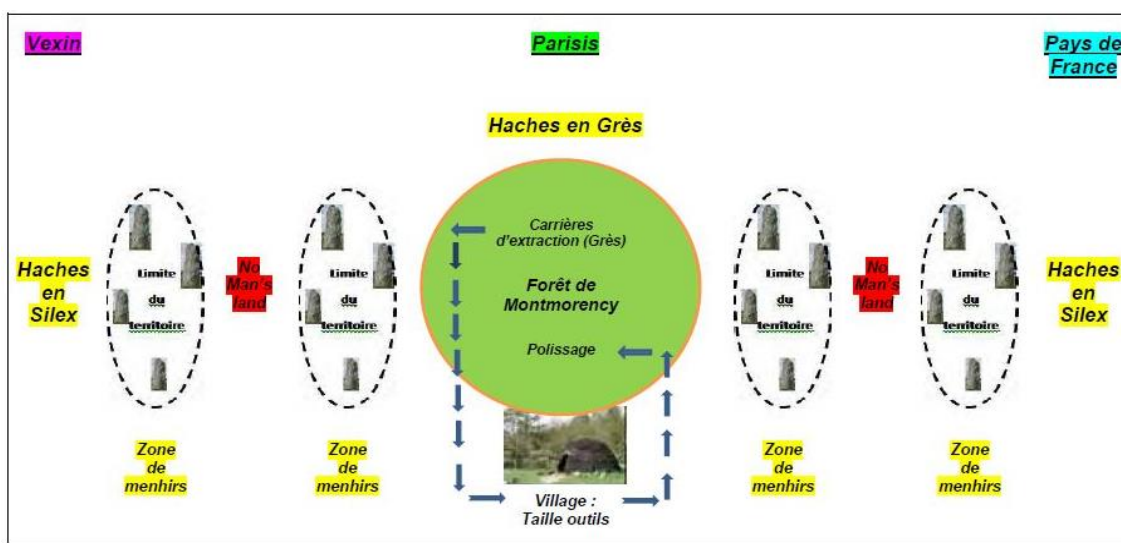 Vexin
Parisis
Pays de
France
Haches en Grès
Haches
en
Silex
Limite
du
territoire
Zone
de
menhirs
No
Man's
land
Limite
du
territoire
Zone
de
menhirs
Carrières
d'extraction (Grès)
Forêt de
Montmorency
Polissage
Village :
Taille outils
Limite
du
territoire
Zone
de
menhirs
No
Man's
land
Limite
du
territoire
Zone
de
menhirs
Haches
en
Silex